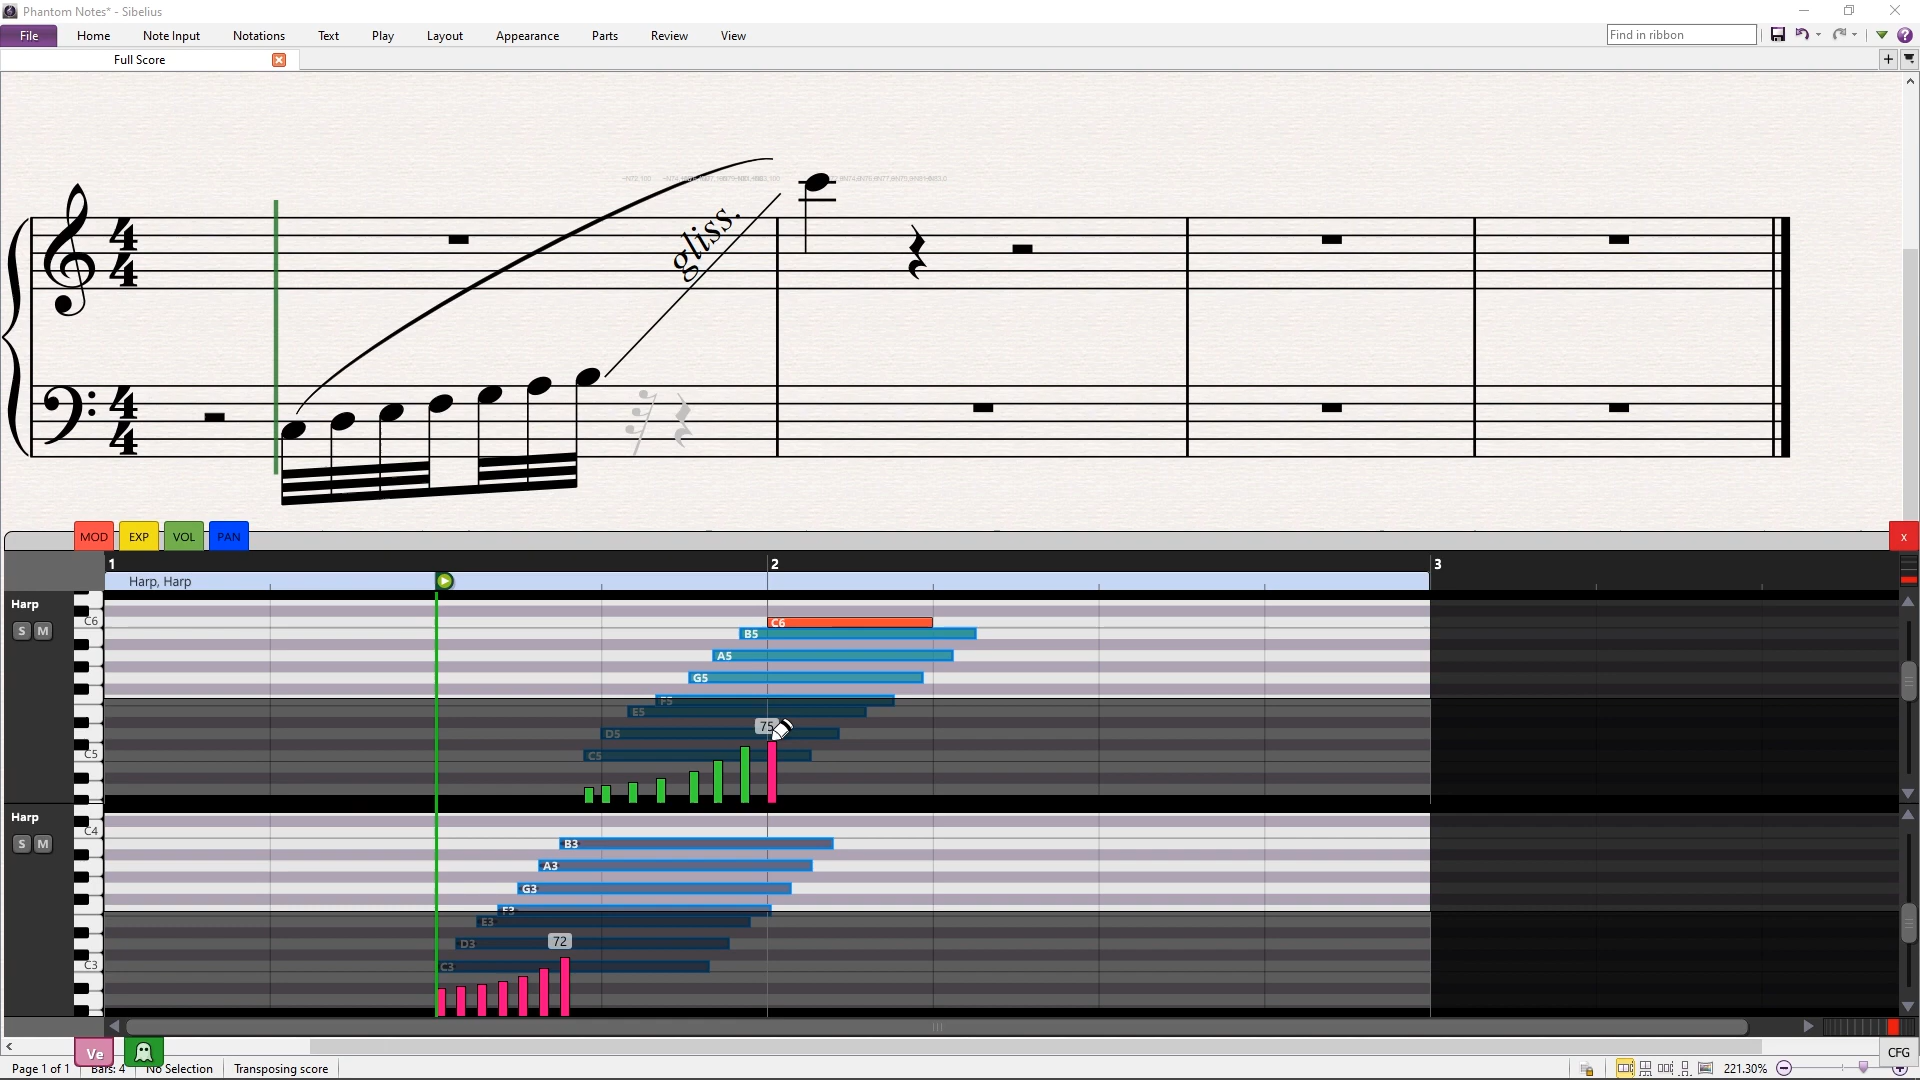 Phantom Notes* - Sibelius
File Home Note Input Notations Text Play Layout Appearance Parts Review View Find in ribbon
Full Score
gliss.
MOD EXP VOL PAN x
1 2 3
Harp, Harp
Harp
S M
C6
C5
C6
B5
A5
G5
F5
E5
75
D5
C5
Harp
S M
C4
C3
B3
A3
G3
F3
E3
72
D3
C3
Ve
CFG
Page 1 of 1 Bars: 4 No Selection Transposing score 221.30%